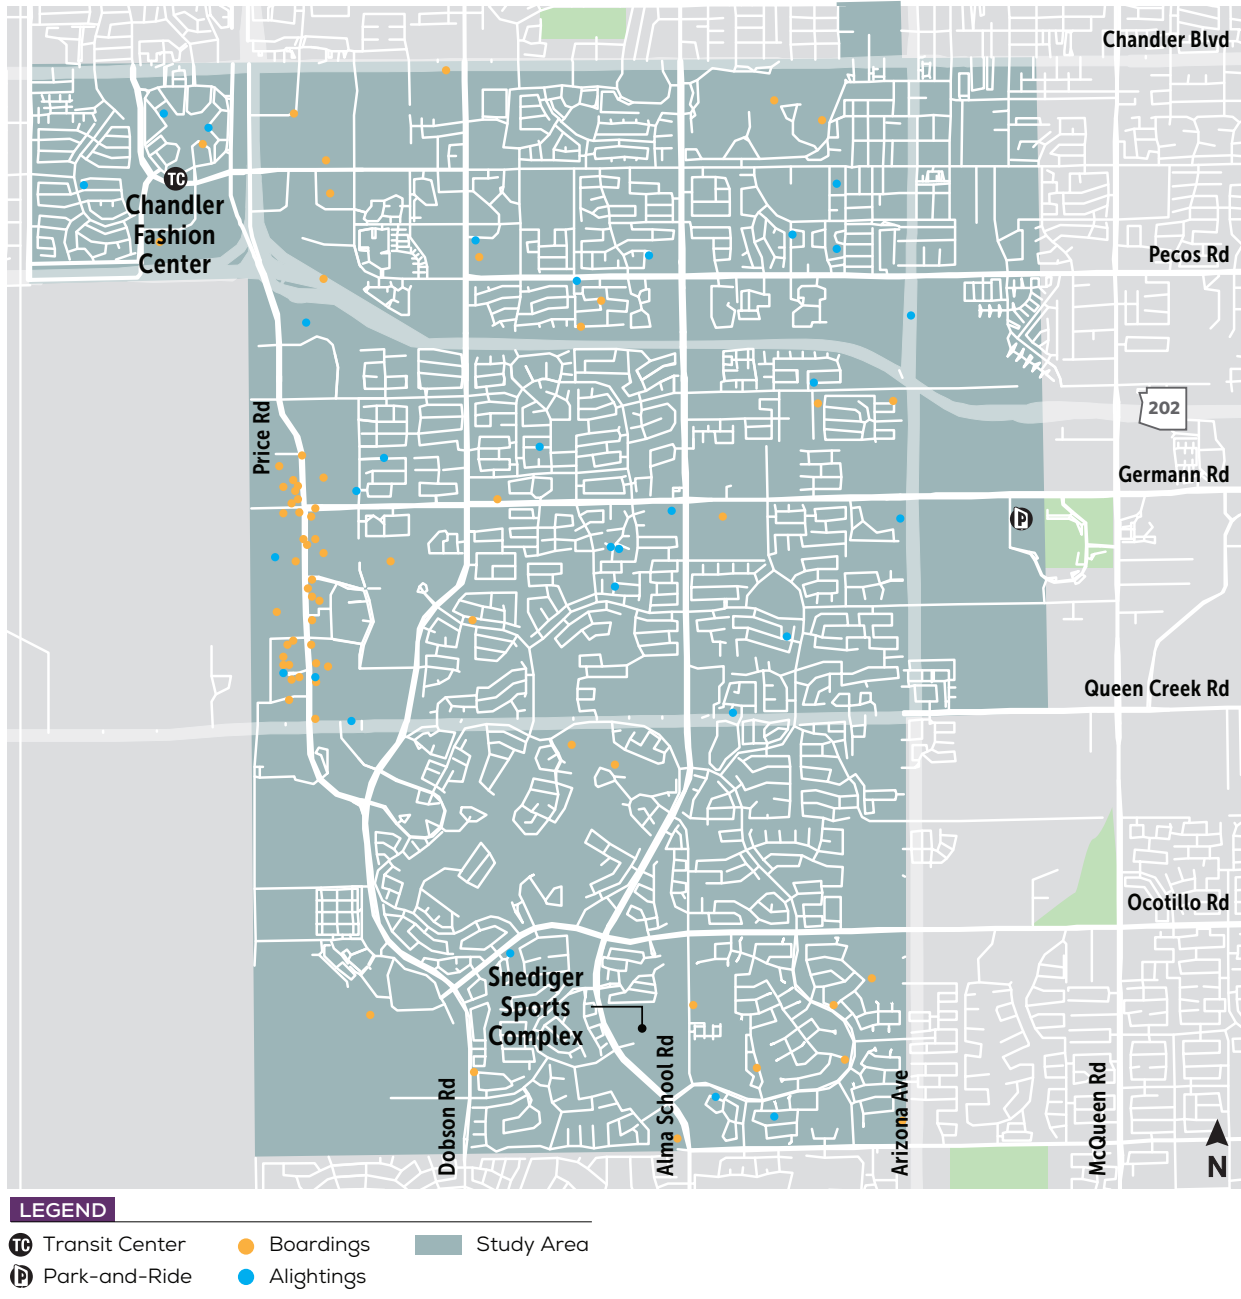 Chandler Blvd
TC
Chandler
Fashion
Center
Pecos Rd
Price Rd
202
Germann Rd
P
Queen Creek Rd
Ocotillo Rd
Snediger
Sports
Complex
Dobson Rd
Alma School Rd
Arizona Ave
McQueen Rd
N
LEGEND
TC Transit Center
Boardings
Study Area
P Park-and-Ride
Alightings